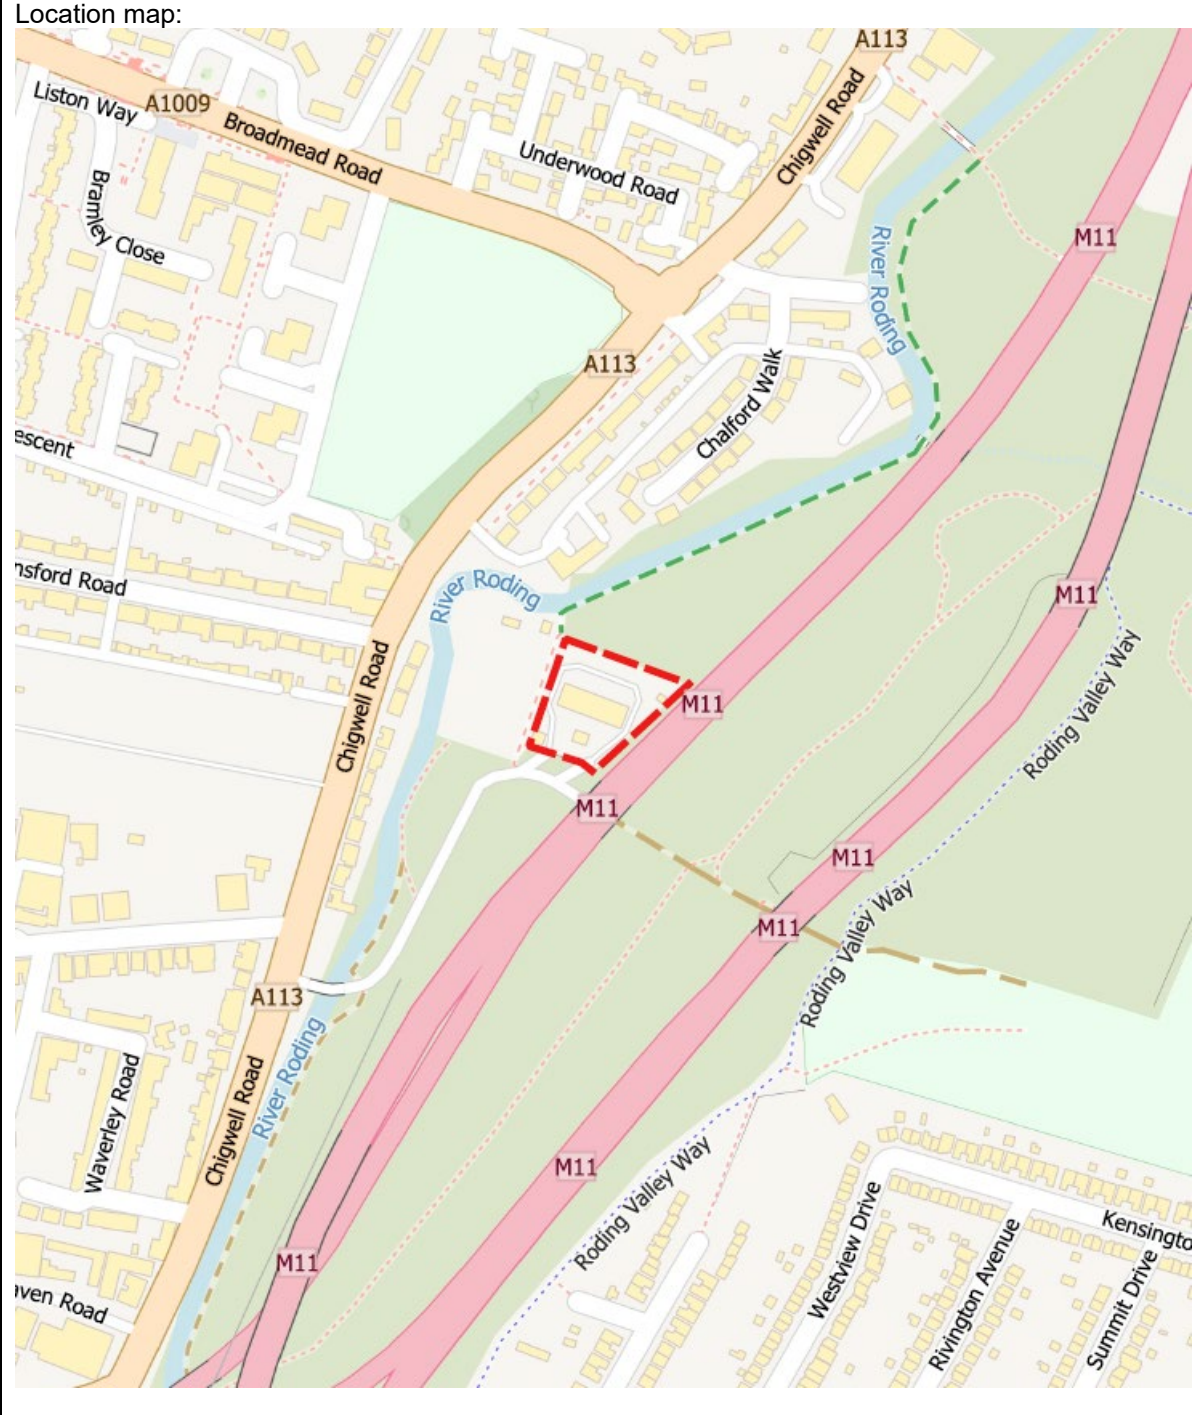 Location map:
A113
Liston Way
A1009
Broadmead Road
Chigwell Road
Underwood Road
Bramley Close
M11
River Roding
A113
Chalford Walk
escent
nsford Road
River Roding
M11
Chigwell Road
M11
Roding Valley Way
M11
M11
M11
Roding Valley Way
A113
River Roding
Chigwell Road
Waverley Road
M11
Roding Valley Way
M11
Westview Drive
Kensingto
Rivington Avenue
Summit Drive
aven Road